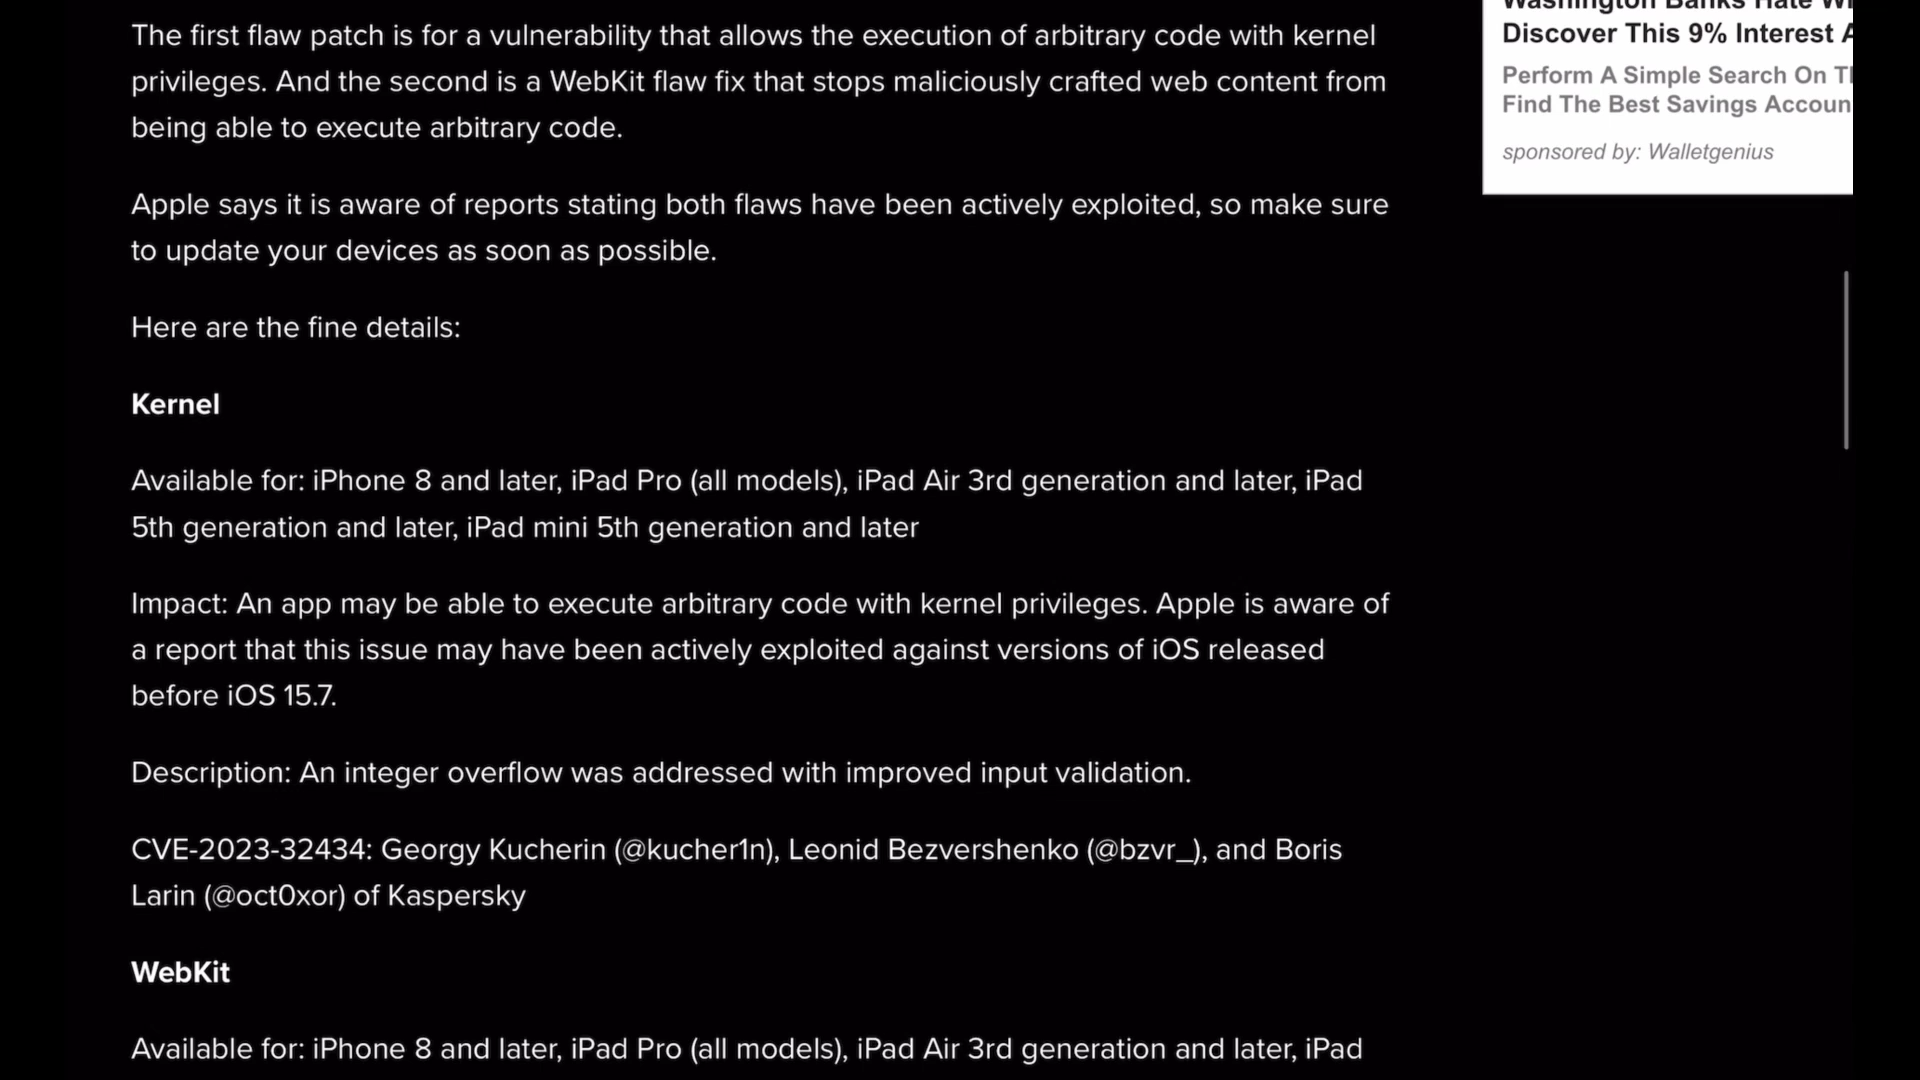 The first flaw patch is for a vulnerability that allows the execution of arbitrary code with kernel
privileges. And the second is a WebKit flaw fix that stops maliciously crafted web content from
being able to execute arbitrary code.
Apple says it is aware of reports stating both flaws have been actively exploited, so make sure
to update your devices as soon as possible.
Here are the fine details:
Kernel
Available for: iPhone 8 and later, iPad Pro (all models), iPad Air 3rd generation and later, iPad
5th generation and later, iPad mini 5th generation and later
Impact: An app may be able to execute arbitrary code with kernel privileges. Apple is aware of
a report that this issue may have been actively exploited against versions of iOS released
before iOS 15.7.
Description: An integer overflow was addressed with improved input validation.
CVE-2023-32434: Georgy Kucherin (@kucher1n), Leonid Bezvershenko (@bzvr_), and Boris
Larin (@oct0xor) of Kaspersky
WebKit
Available for: iPhone 8 and later, iPad Pro (all models), iPad Air 3rd generation and later, iPad
Washington Banks Hate
Discover This 9% Interest
Perform A Simple Search On
Find The Best Savings
sponsored by: Walletgenius